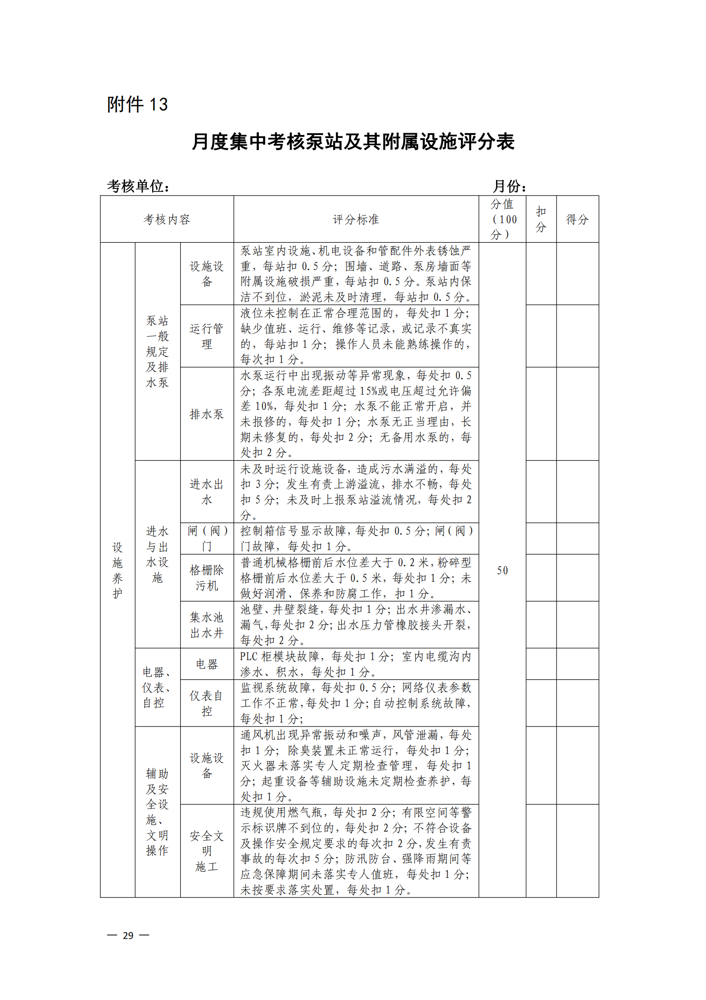 附件 13
月度集中考核泵站及其附属设施评分表
考核单位：
月份：
考核内容
评分标准
分值
（100
分）
扣
分
得分
设
施
养
护
泵站
一般
规定
及排
水泵
设施设
备
泵站室内设施、机电设备和管配件外表锈蚀严
重，每站扣 0.5 分；围墙、道路、泵房墙面等
附属设施破损严重，每站扣 0.5 分。泵站内保
洁不到位，淤泥未及时清理，每站扣 0.5 分。
50
运行管
理
液位未控制在正常合理范围的，每处扣 1 分；
缺少值班、运行、维修等记录，或记录不真实
的，每站扣 1 分；操作人员未能熟练操作的，
每次扣 1 分。
排水泵
水泵运行中出现振动等异常现象，每处扣 0.5
分；各泵电流差距超过 15%或电压超过允许偏
差 10%，每处扣 1 分；水泵不能正常开启，并
未报修的，每处扣 1 分；水泵无正当理由，长
期未修复的，每处扣 2 分；无备用水泵的，每
处扣 2 分。
进水
与出
水设
施
进水出
水
未及时运行设施设备，造成污水满溢的，每处
扣 3 分；发生有责上游溢流，排水不畅，每处
扣 5 分；未及时上报泵站溢流情况，每处扣 2
分。
闸（阀）
门
控制箱信号显示故障，每处扣 0.5 分；闸（阀）
门故障，每处扣 1 分。
格栅除
污机
普通机械格栅前后水位差大于 0.2 米，粉碎型
格栅前后水位差大于 0.5 米，每处扣 1 分；未
做好润滑、保养和防腐工作，扣 1 分。
集水池
出水井
池壁、井壁裂缝，每处扣 1 分；出水井渗漏水、
漏气，每处扣 2 分；出水压力管橡胶接头开裂，
每处扣 2 分。
电器、
仪表、
自控
电器
PLC 柜模块故障，每处扣 1 分；室内电缆沟内
渗水、积水，每处扣 1 分。
仪表自
控
监视系统故障，每处扣 0.5 分；网络仪表参数
工作不正常，每处扣 1 分；自动控制系统故障，
每处扣 1 分；
辅助
及安
全设
施、
文明
操作
设施设
备
通风机出现异常振动和噪声，风管泄漏，每处
扣 1 分；除臭装置未正常运行，每处扣 1 分；
灭火器未落实专人定期检查管理，每处扣 1
分；起重设备等辅助设施未定期检查养护，每
处扣 1 分。
安全文
明
施工
违规使用燃气瓶，每处扣 2 分；有限空间等警
示标识牌不到位的，每处扣 2 分；不符合设备
及操作安全规定要求的每次扣 2 分，发生有责
事故的每次扣 5 分；防汛防台、强降雨期间等
应急保障期间未落实专人值班，每处扣 1 分；
未按要求落实处置，每处扣 1 分。
— 29 —